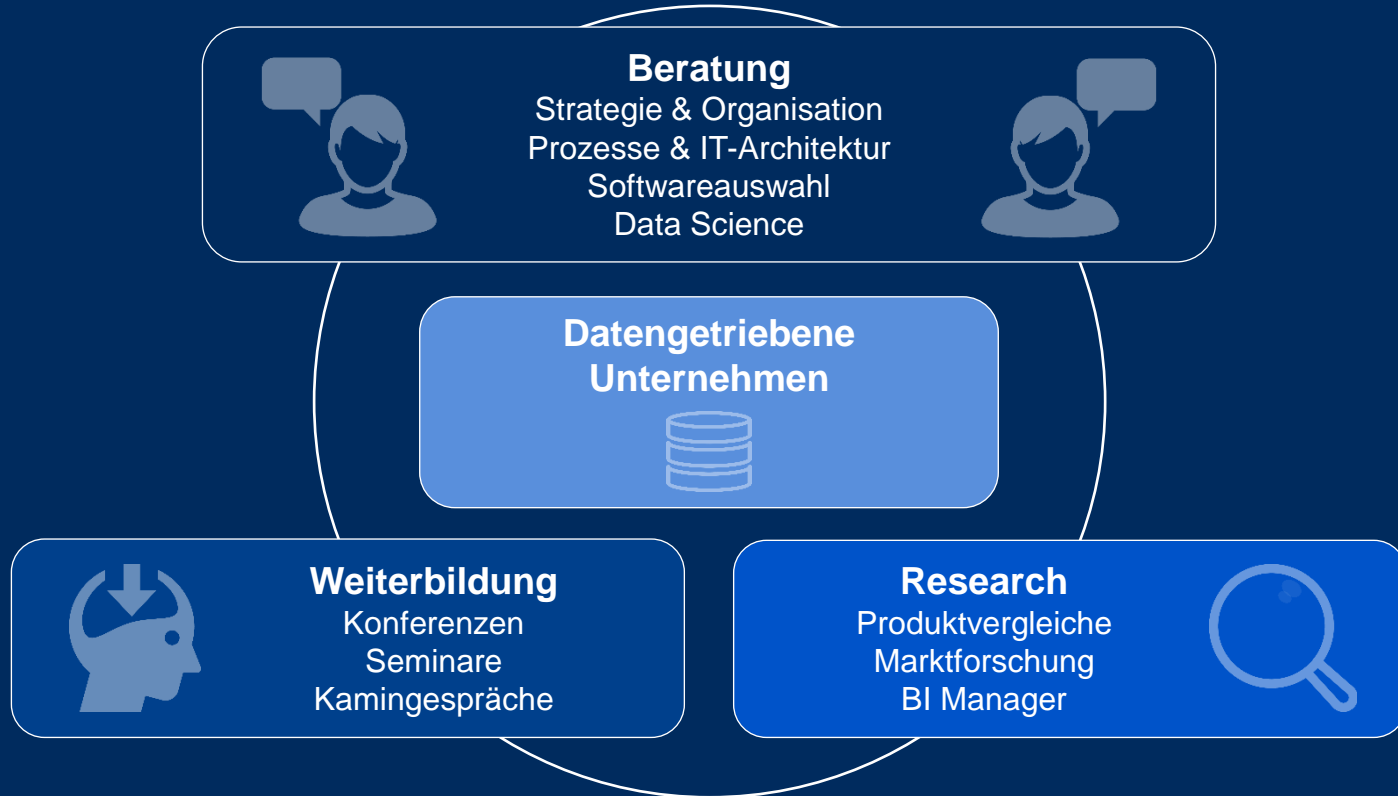 Beratung
Strategie & Organisation
Prozesse & IT-Architektur
Softwareauswahl
Data Science
Datengetriebene
Unternehmen
Weiterbildung
Konferenzen
Seminare
Kamingespräche
Research
Produktvergleiche
Marktforschung
BI Manager